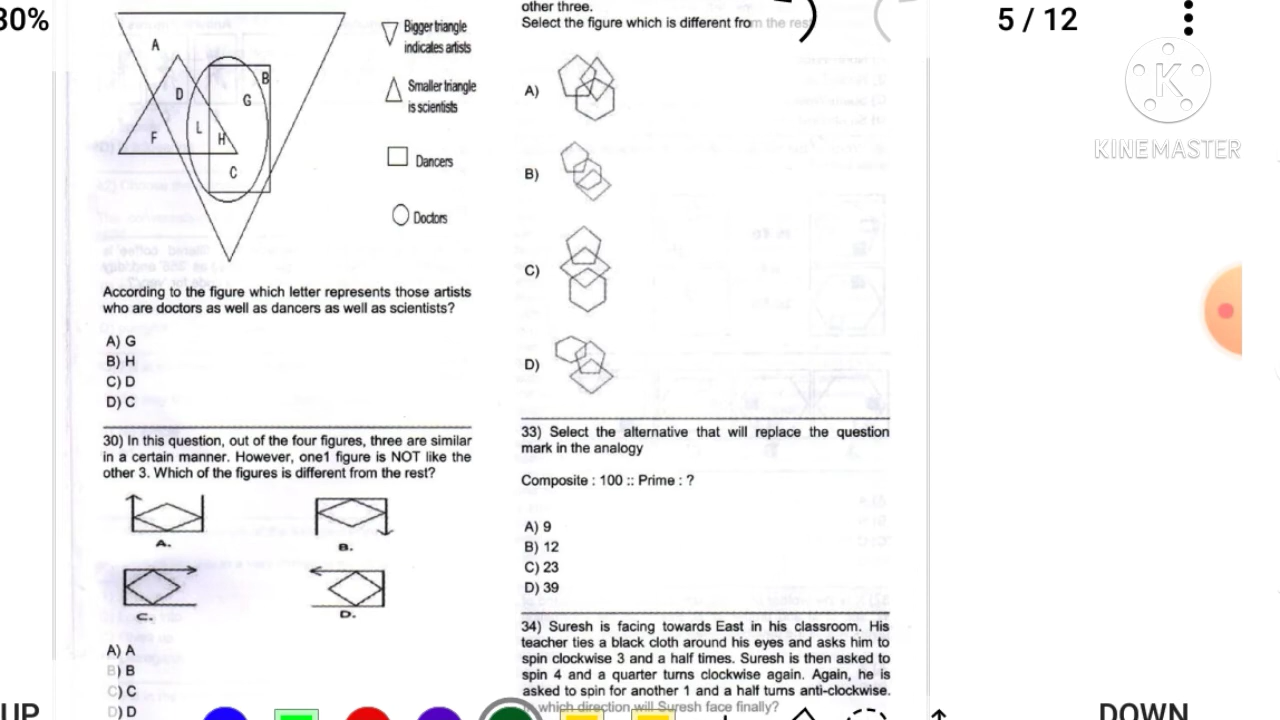 30%
A
D
B
G
L
H
F
C
Bigger triangle
indicates artists
Smaller triangle
is scientists
Dancers
Doctors
According to the figure which letter represents those artists
who are doctors as well as dancers as well as scientists?
A) G
B) H
C) D
D) C
30) In this question, out of the four figures, three are similar
in a certain manner. However, one1 figure is NOT like the
other 3. Which of the figures is different from the rest?
A.
B.
C.
D.
A) A
B) B
C) C
D) D
other three.
Select the figure which is different from the rest
A)
B)
C)
D)
33) Select the alternative that will replace the question
mark in the analogy
Composite : 100 :: Prime : ?
A) 9
B) 12
C) 23
D) 39
34) Suresh is facing towards East in his classroom. His
teacher ties a black cloth around his eyes and asks him to
spin clockwise 3 and a half times. Suresh is then asked to
spin 4 and a quarter turns clockwise again. Again, he is
asked to spin for another 1 and a half turns anti-clockwise.
which direction will Suresh face finally?
5 / 12
K
KINEMASTER
UP
DOWN